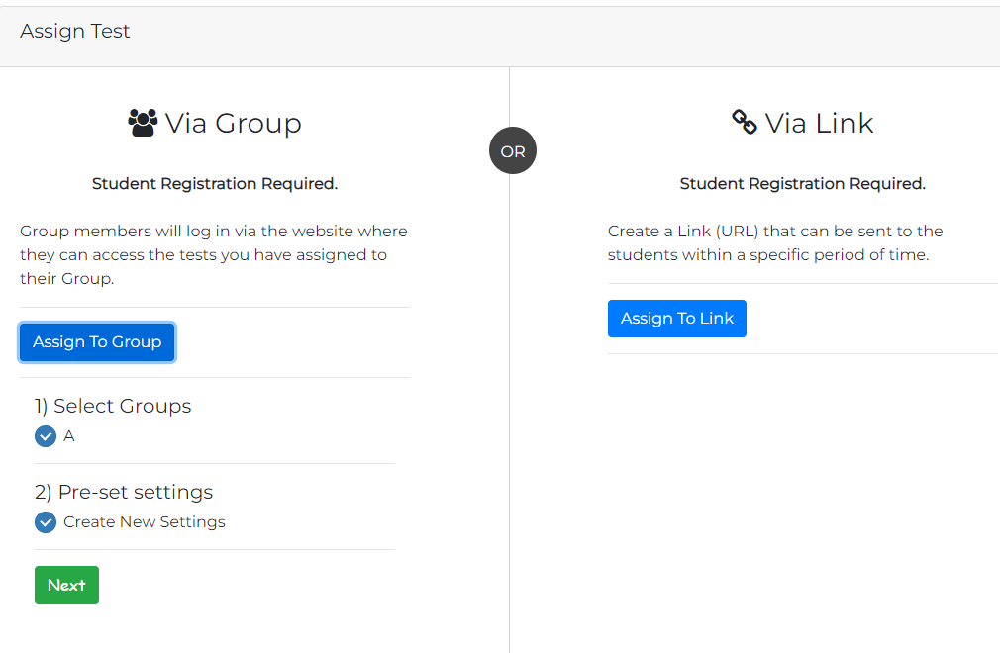 Assign Test
Via Group
Student Registration Required.
Group members will log in via the website where
they can access the tests you have assigned to
their Group.
Assign To Group
1) Select Groups
A
2) Pre-set settings
Create New Settings
Next
OR
Via Link
Student Registration Required.
Create a Link (URL) that can be sent to the
students within a specific period of time.
Assign To Link